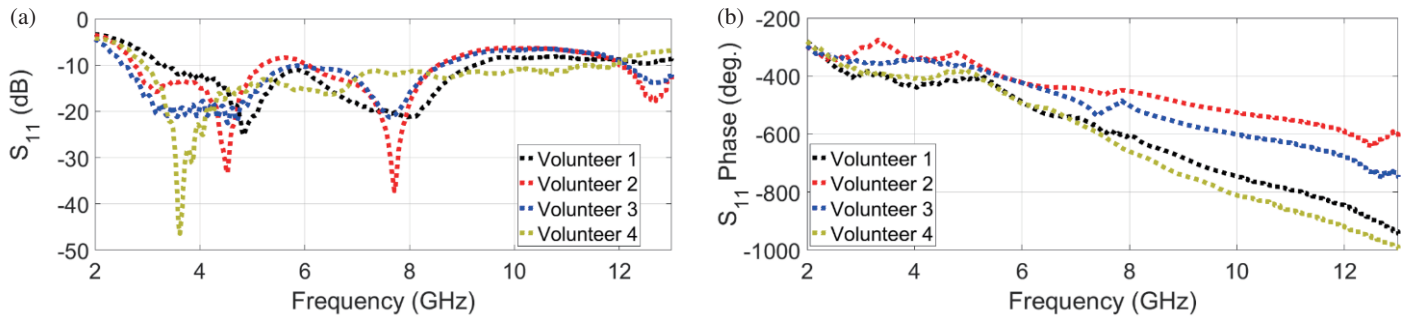 (a)
0
-10
-20
-30
-40
-50
S11 (dB)
2 4 6 8 10 12
Frequency (GHz)
Volunteer 1
Volunteer 2
Volunteer 3
Volunteer 4
(b)
-200
-400
-600
-800
-1000
S11 Phase (deg.)
2 4 6 8 10 12
Frequency (GHz)
Volunteer 1
Volunteer 2
Volunteer 3
Volunteer 4